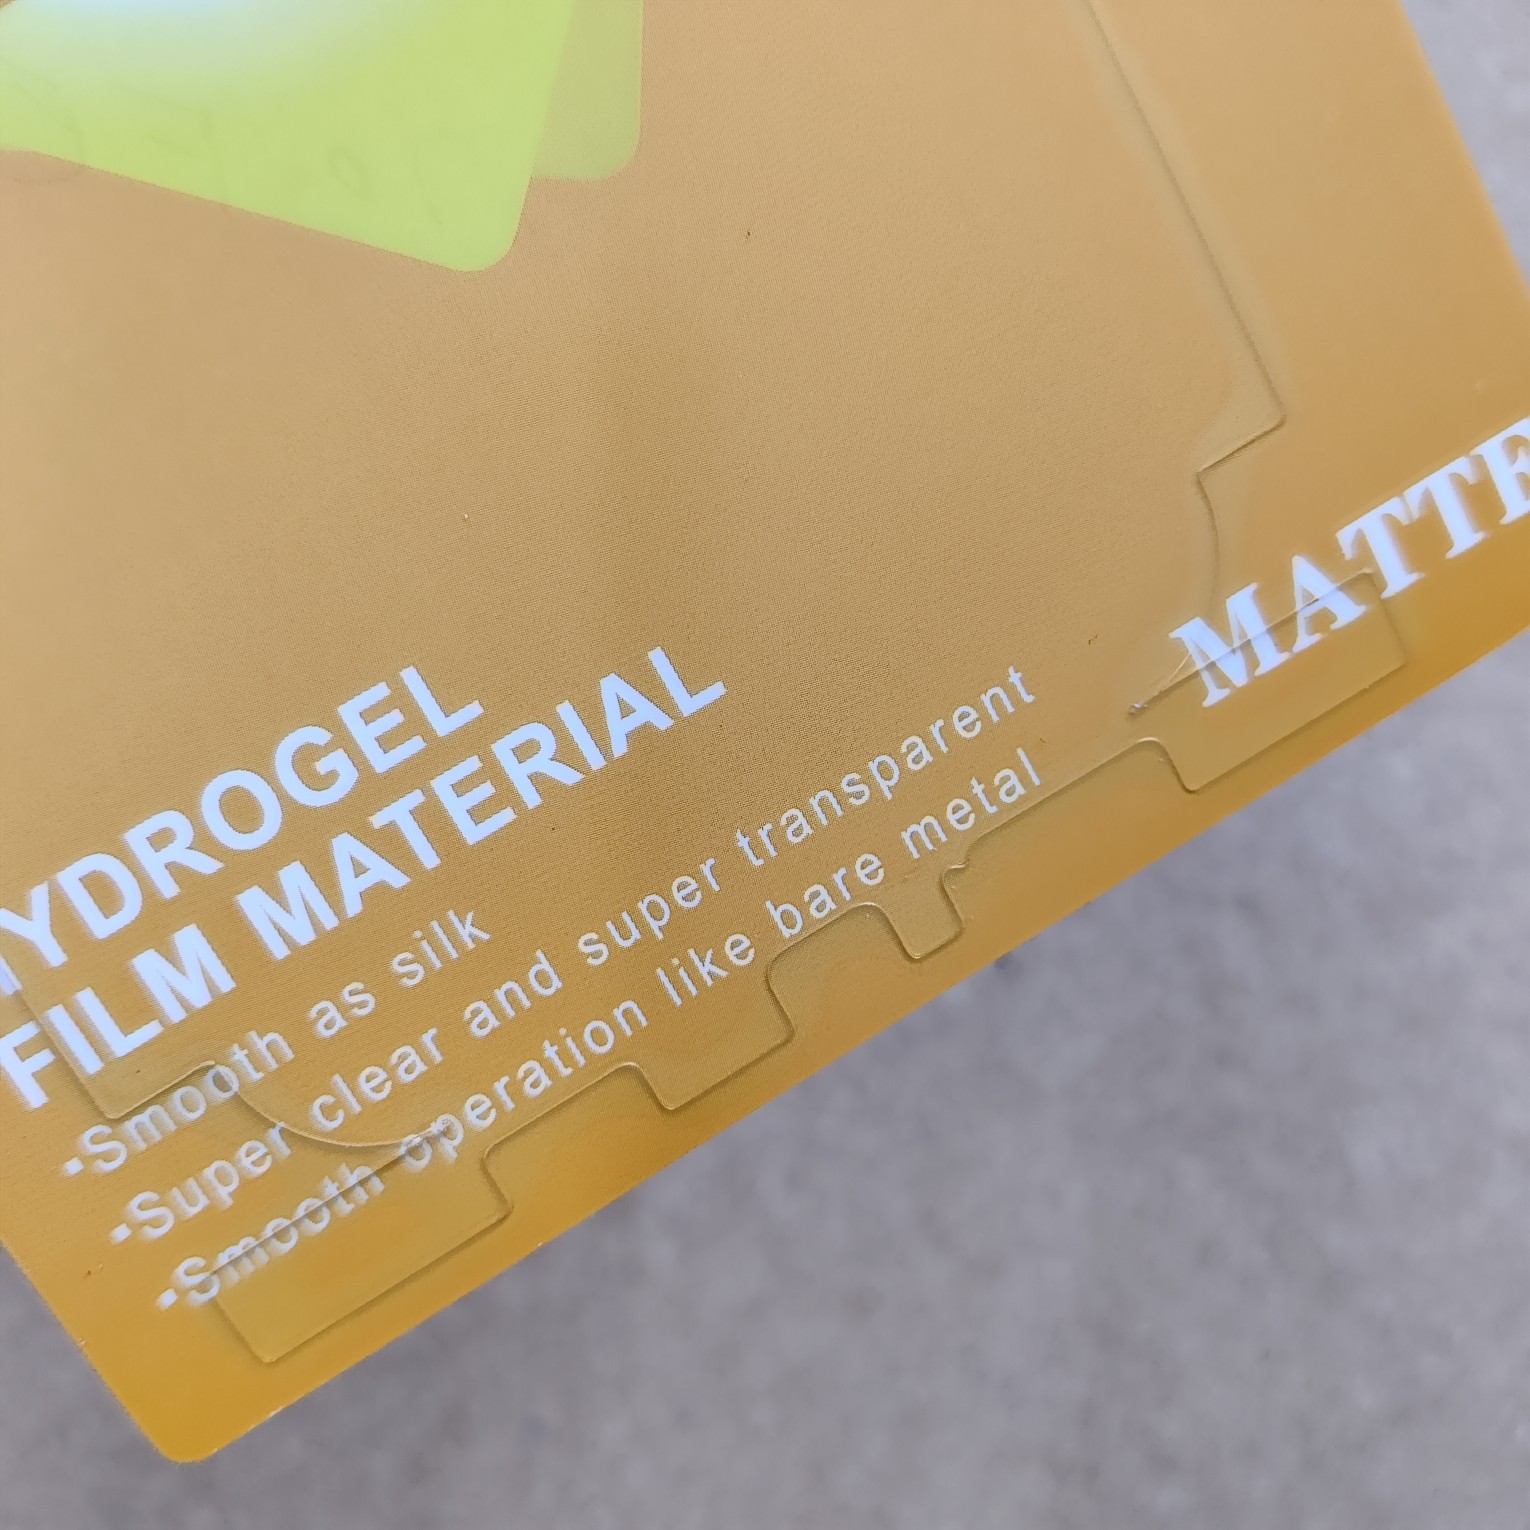 YDROGEL
FILM MATERIAL
-Smooth as silk
-Super clear and super transparent
-Smooth operation like bare metal
MATTE